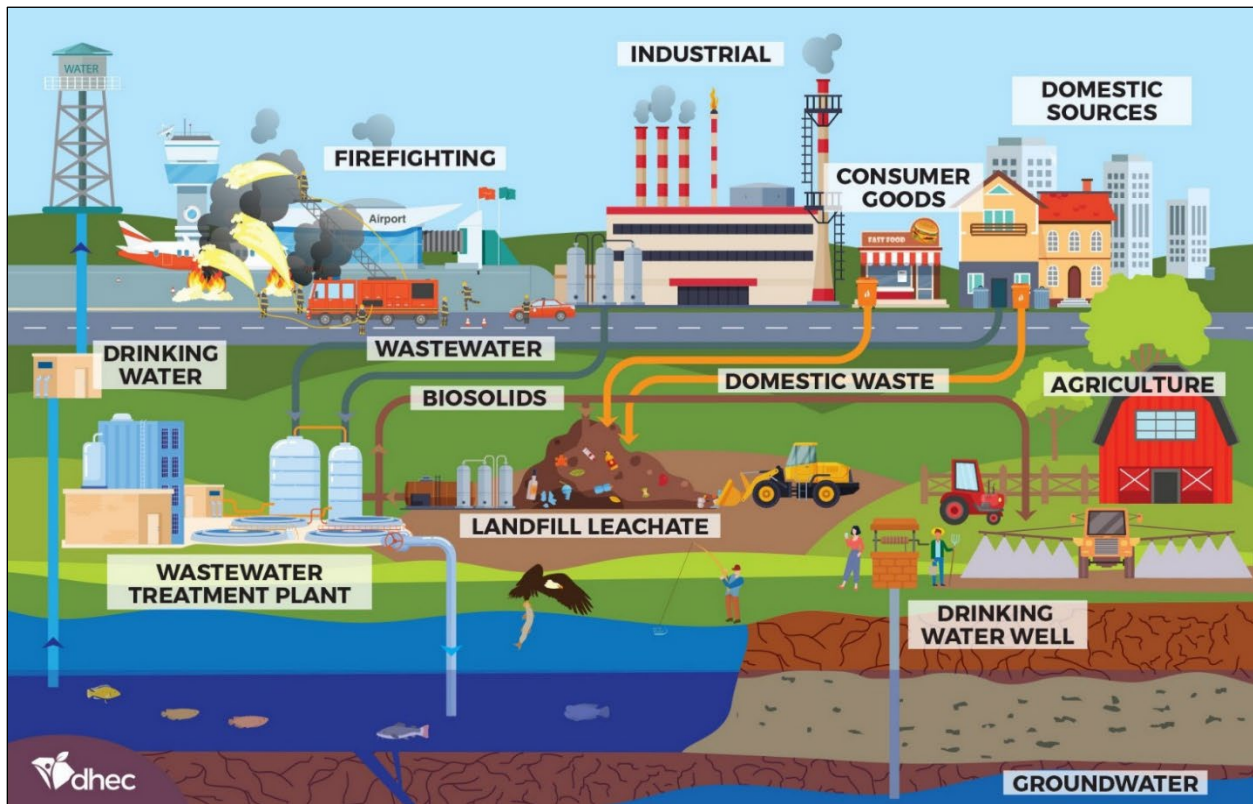 WATER
INDUSTRIAL
DOMESTIC
SOURCES
FIREFIGHTING
CONSUMER
GOODS
Airport
FAST FOOD
DRINKING
WATER
WASTEWATER
DOMESTIC WASTE
AGRICULTURE
BIOSOLIDS
LANDFILL LEACHATE
WASTEWATER
TREATMENT PLANT
DRINKING
WATER WELL
dhec
GROUNDWATER